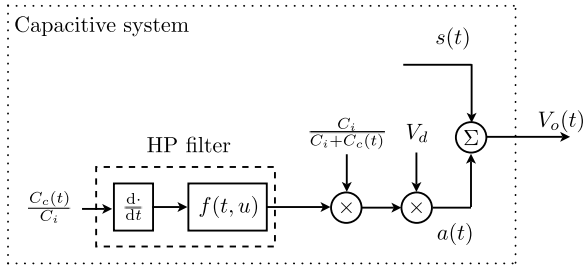 Capacitive system
s(t)
V_o(t)
Σ
C_i/(C_i+C_c(t))
V_d
HP filter
C_c(t)/C_i
d·/dt
f(t, u)
×
×
a(t)